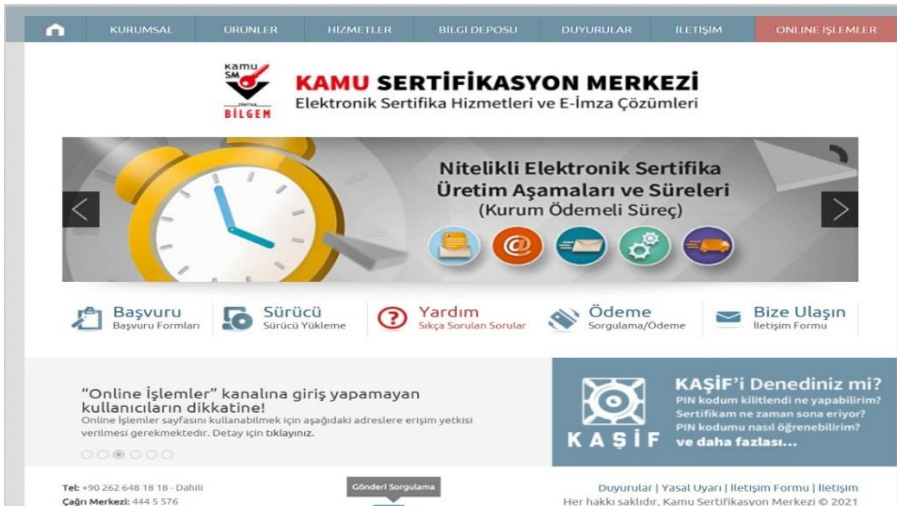 KURUMSAL ÜRÜNLER HİZMETLER BİLGİ DEPOSU DUYURULAR İLETİŞİM ONLINE İŞLEMLER
kamu
SM
BİLGEM
KAMU SERTİFİKASYON MERKEZİ
Elektronik Sertifika Hizmetleri ve E-İmza Çözümleri
Nitelikli Elektronik Sertifika
Üretim Aşamaları ve Süreleri
(Kurum Ödemeli Süreç)
Başvuru
Başvuru Formları
Sürücü
Sürücü Yükleme
Yardım
Sıkça Sorulan Sorular
Ödeme
Sorgulama/Ödeme
Bize Ulaşın
İletişim Formu
“Online İşlemler” kanalına giriş yapamayan
kullanıcıların dikkatine!
Online İşlemler sayfasını kullanabilmek için aşağıdaki adreslere erişim yetkisi
verilmesi gerekmektedir. Detay için tıklayınız.
KAŞİF
KAŞİF'i Denediniz mi?
PIN kodum kilitlendi ne yapabilirim?
Sertifikam ne zaman sona eriyor?
PIN kodumu nasıl öğrenebilirim?
ve daha fazlası...
Tel: +90 262 648 18 18 - Dahili
Çağrı Merkezi: 444 5 576
Gönderi Sorgulama
Duyurular | Yasal Uyarı | İletişim Formu | İletişim
Her hakkı saklıdır, Kamu Sertifikasyon Merkezi © 2021